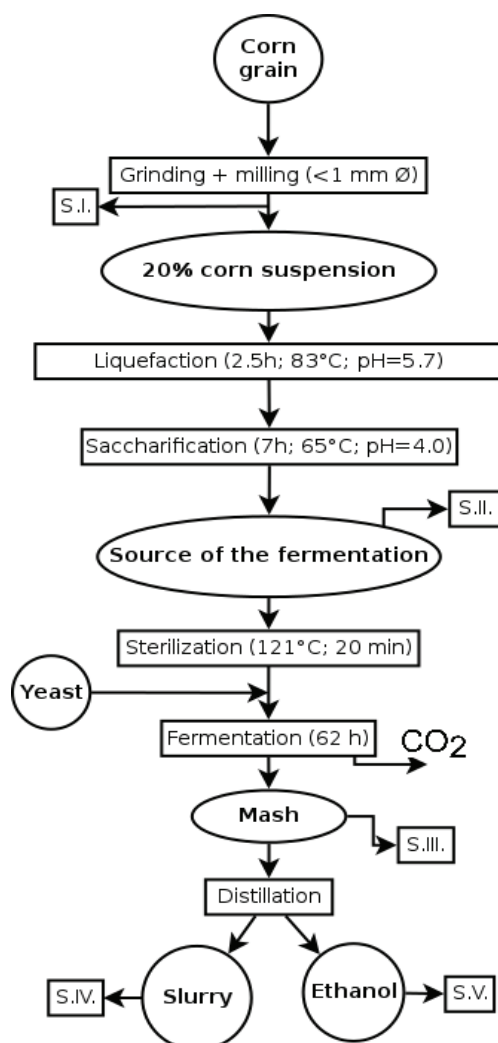 Corn
grain
Grinding + milling (<1 mm Ø)
S.I.
20% corn suspension
Liquefaction (2.5h; 83°C; pH=5.7)
Saccharification (7h; 65°C; pH=4.0)
S.II.
Source of the fermentation
Sterilization (121°C; 20 min)
Yeast
Fermentation (62 h)
CO2
Mash
S.III.
Distillation
S.IV.
Slurry
Ethanol
S.V.